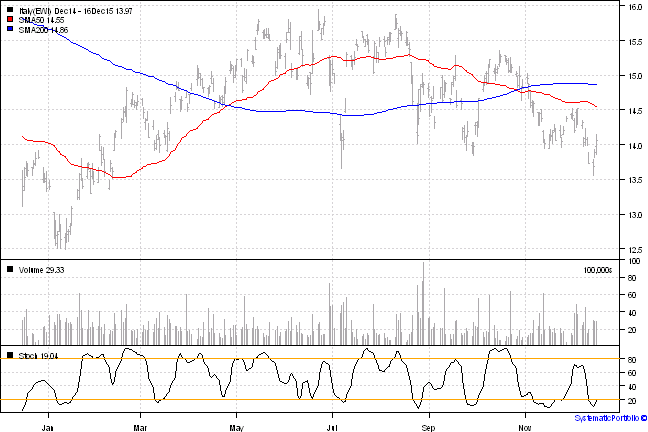 Italy(EWI) Dec14 - 16Dec15 13.97
SMA50 14.55
SMA200 14.86
16.0
15.5
15.0
14.5
14.0
13.5
13.0
12.5
Volume 29.33
100,000s
100
80
60
40
20
Stoch 19.04
80
60
40
20
Jan Mar May Jul Sep Nov
SystematicPortfolio ©